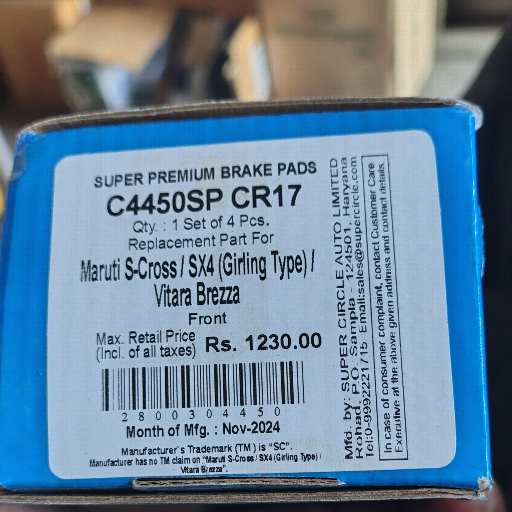 SUPER PREMIUM BRAKE PADS
C4450SP CR17
Qty. : 1 Set of 4 Pcs.
Replacement Part For
Maruti S-Cross / SX4 (Girling Type) /
Vitara Brezza
Front
Max. Retail Price
(Incl. of all taxes) Rs. 1230.00
2800304450
Month of Mfg. : Nov-2024
Manufacturer's Trademark (TM) is "SC".
Manufacturer has no TM claim on "Maruti S-Cross / SX4 (Girling Type) /
Vitara Brezza".
Mfd. by: SUPER CIRCLE AUTO LIMITED
Rohad, P.O. Sampla - 124501, Haryana
Tel:0-9992221715 Email:sales@supercircle.com
In case of consumer complaint, contact Customer Care
Executive at the above given address and contact details